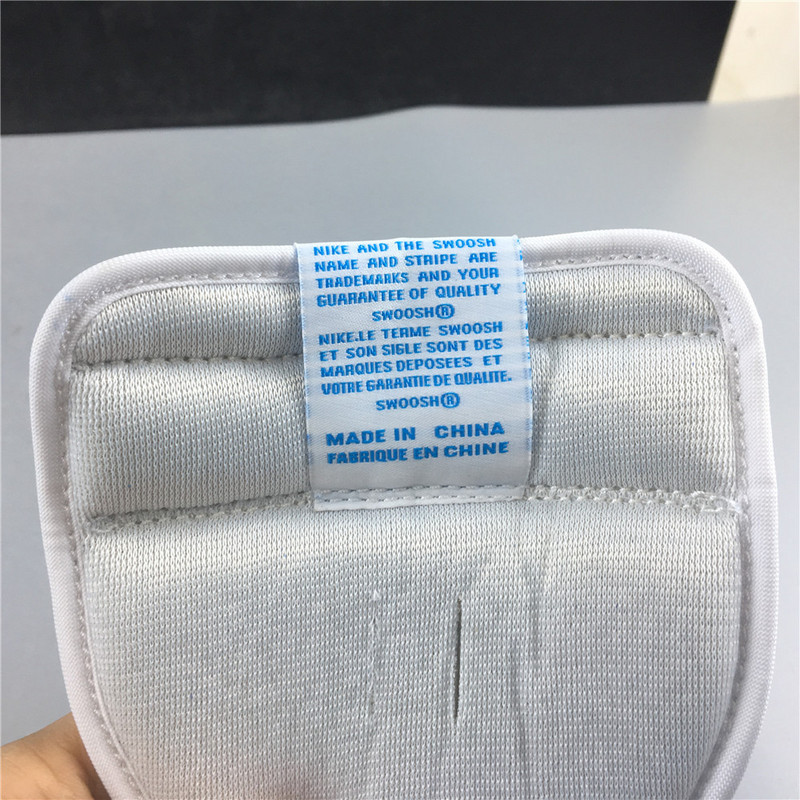 NIKE AND THE SWOOSH
NAME AND STRIPE ARE
TRADEMARKS AND YOUR
GUARANTEE OF QUALITY
SWOOSH®
NIKE.LE TERME SWOOSH
ET SON SIGLE SONT DES
MARQUES DEPOSEES ET
VOTRE GARANTIE DE QUALITE.
SWOOSH®
MADE IN CHINA
FABRIQUE EN CHINE